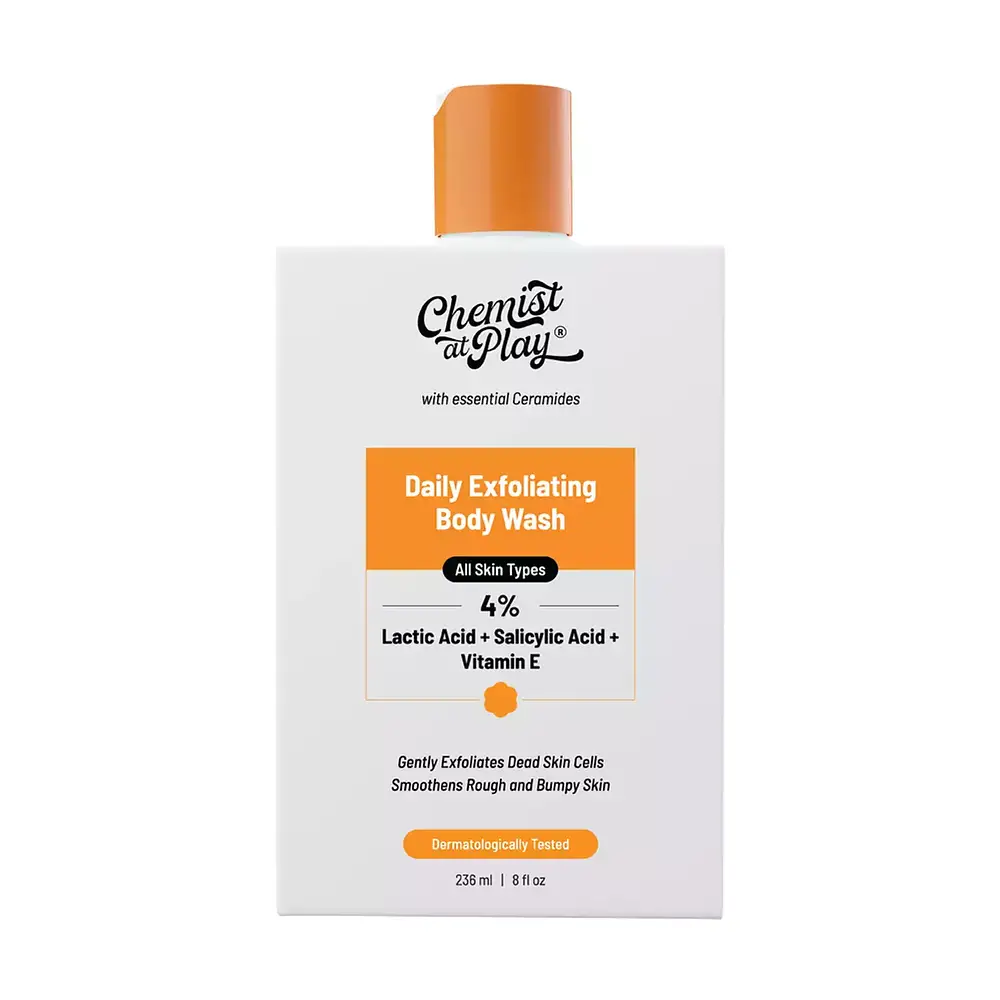 Chemist
at Play®
with essential Ceramides
Daily Exfoliating
Body Wash
All Skin Types
4%
Lactic Acid + Salicylic Acid +
Vitamin E
Gently Exfoliates Dead Skin Cells
Smoothens Rough and Bumpy Skin
Dermatologically Tested
236 ml | 8 fl oz